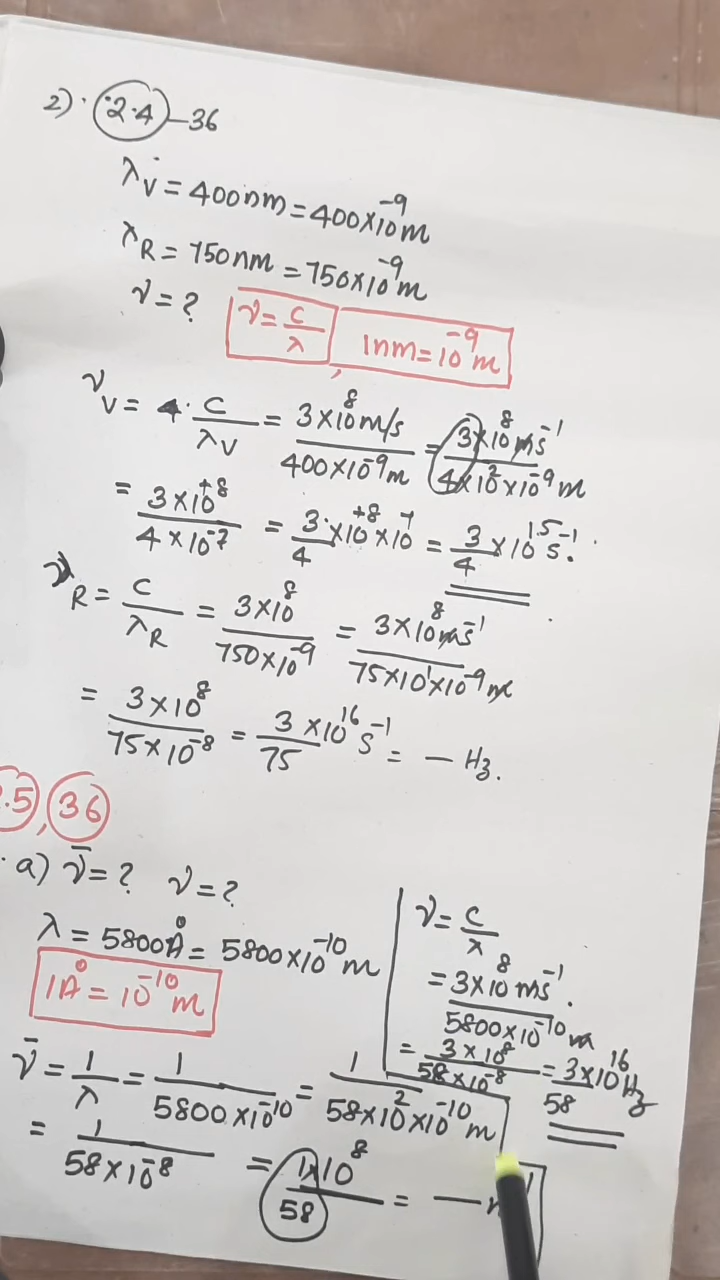 2) 2.4 – 36
λV = 400nm = 400×10⁻⁹m
λR = 750nm = 750×10⁻⁹m
ν = ? ν = c/λ , 1nm = 10⁻⁹m
νV = c/λV = 3×10⁸m/s / 400×10⁻⁹m = 3×10⁸ms⁻¹ / 4×10²×10⁻⁹m
= 3×10⁺⁸ / 4×10⁻⁷ = 3/4 ×10⁺⁸×10⁷ = 3/4 ×10¹⁵s⁻¹.
νR = c/λR = 3×10⁸ / 750×10⁻⁹ = 3×10⁸ms⁻¹ / 75×10¹×10⁻⁹m
= 3×10⁸ / 75×10⁻⁸ = 3/75 ×10¹⁶ s⁻¹ = — Hz.
.5, 36
a) ν̄ = ? ν = ?
λ = 5800Å = 5800×10⁻¹⁰m
1Å = 10⁻¹⁰m
ν̄ = 1/λ = 1 / 5800×10⁻¹⁰ = 1 / 58×10²×10⁻¹⁰m
= 1 / 58×10⁻⁸ = 1×10⁸ / 58 = —
ν = c/λ
= 3×10⁸ms⁻¹ / 5800×10⁻¹⁰m
= 3×10⁸ / 58×10⁻⁸ = 3×10¹⁶ / 58 Hz